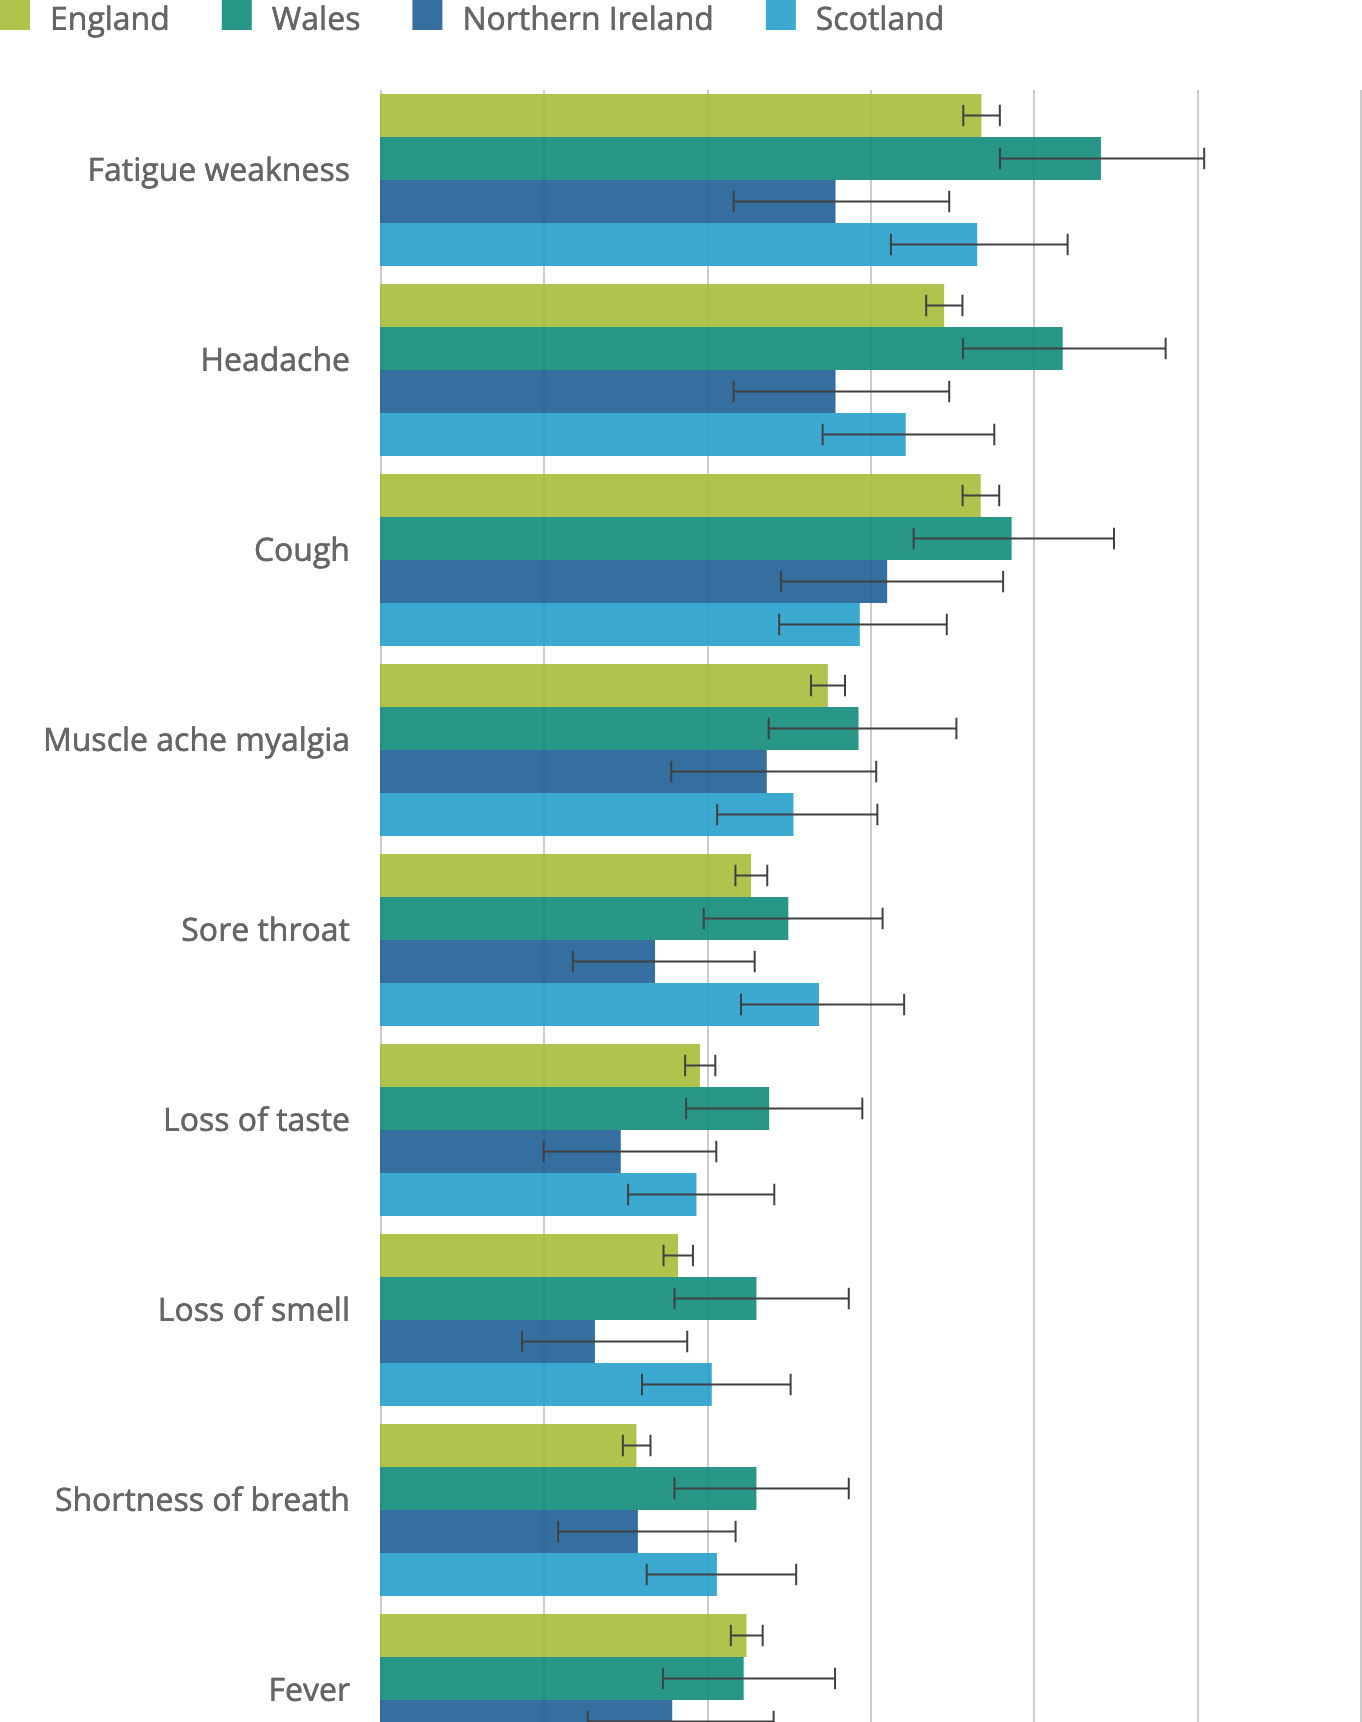 England Wales Northern Ireland Scotland
Fatigue weakness
Headache
Cough
Muscle ache myalgia
Sore throat
Loss of taste
Loss of smell
Shortness of breath
Fever